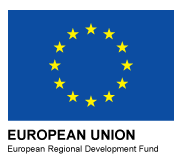 EUROPEAN UNION
European Regional Development Fund